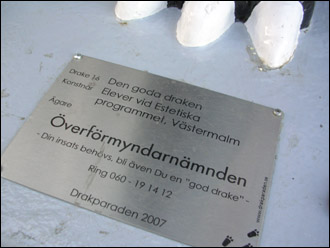 Drake 16 Den goda draken
Konstnär Elever vid Estetiska
programmet, Västermalm
Ägare
Överförmyndarnämnden
- Din insats behövs, bli även Du en "god drake" -
Ring 060 - 19 14 12
Drakparaden 2007